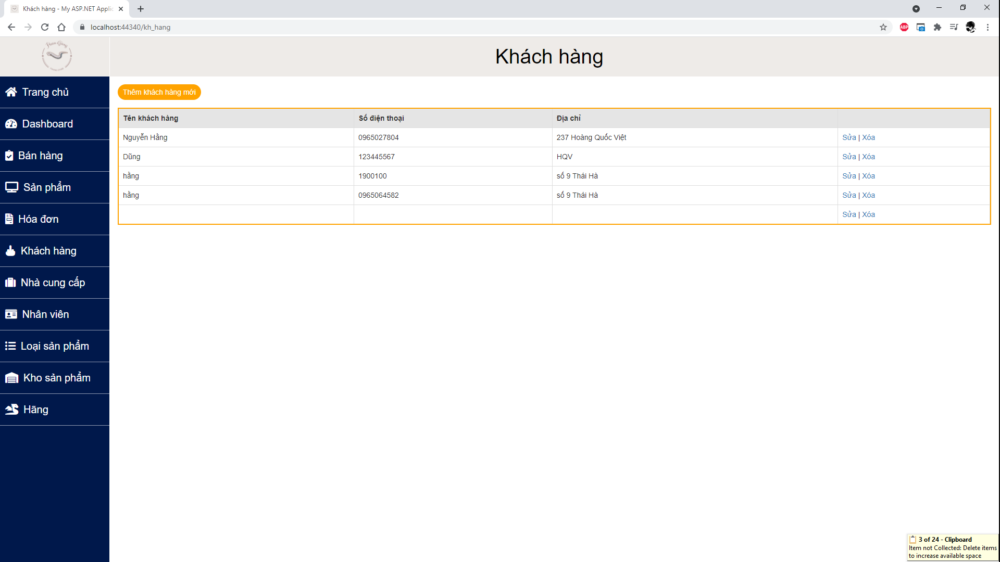 Khách hàng - My ASP.NET Applic
localhost:44340/kh_hang
ABP
Khách hàng
Trang chủ
Dashboard
Bán hàng
Sản phẩm
Hóa đơn
Khách hàng
Nhà cung cấp
Nhân viên
Loại sản phẩm
Kho sản phẩm
Hãng
Thêm khách hàng mới
Tên khách hàng Số điện thoại Địa chỉ
Nguyễn Hằng 0965027804 237 Hoàng Quốc Việt Sửa | Xóa
Dũng 123445567 HQV Sửa | Xóa
hằng 1900100 số 9 Thái Hà Sửa | Xóa
hằng 0965064582 số 9 Thái Hà Sửa | Xóa
Sửa | Xóa
3 of 24 - Clipboard
Item not Collected: Delete items
to increase available space